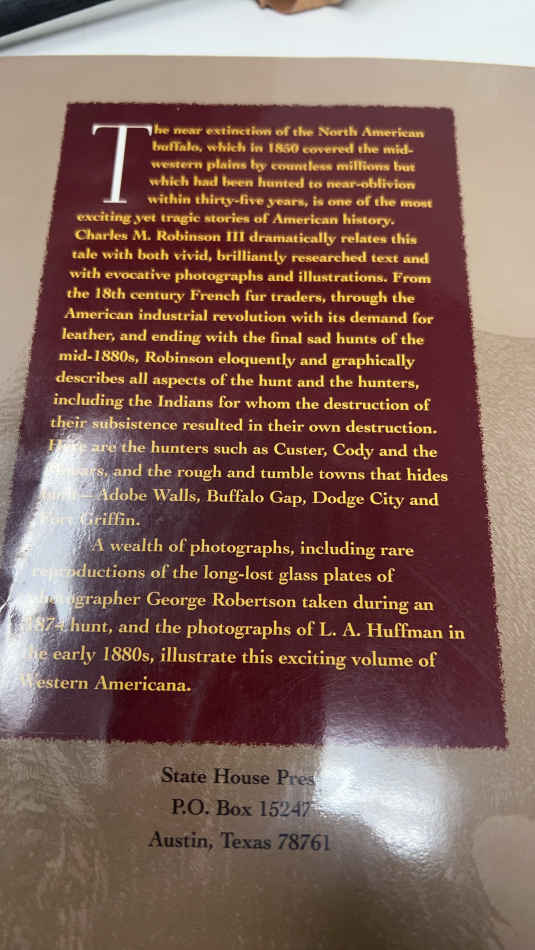 The near extinction of the North American
buffalo, which in 1850 covered the mid-
western plains by countless millions but
which had been hunted to near-oblivion
within thirty-five years, is one of the most
exciting yet tragic stories of American history.
Charles M. Robinson III dramatically relates this
tale with both vivid, brilliantly researched text and
with evocative photographs and illustrations. From
the 18th century French fur traders, through the
American industrial revolution with its demand for
leather, and ending with the final sad hunts of the
mid-1880s, Robinson eloquently and graphically
describes all aspects of the hunt and the hunters,
including the Indians for whom the destruction of
their subsistence resulted in their own destruction.
Here are the hunters such as Custer, Cody and the
and the rough and tumble towns that hides
built—Adobe Walls, Buffalo Gap, Dodge City and
Fort Griffin.
A wealth of photographs, including rare
reproductions of the long-lost glass plates of
photographer George Robertson taken during an
1874 hunt, and the photographs of L. A. Huffman in
the early 1880s, illustrate this exciting volume of
Western Americana.
State House Press
P.O. Box 15247
Austin, Texas 78761